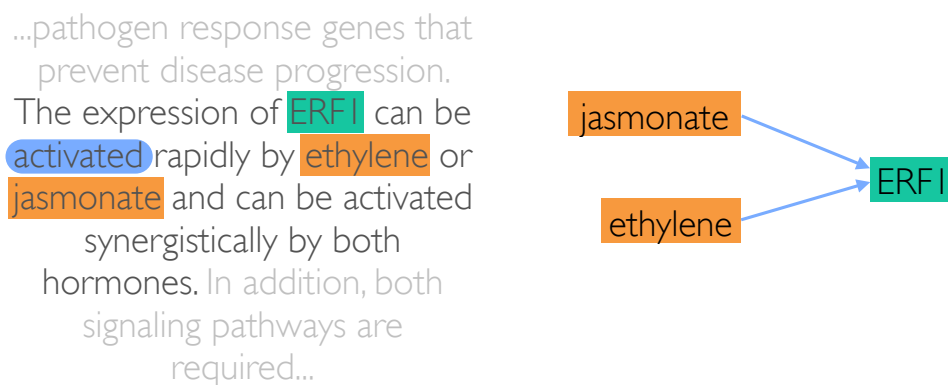 ...pathogen response genes that
prevent disease progression.
The expression of ERF1 can be
activated rapidly by ethylene or
jasmonate and can be activated
synergistically by both
hormones. In addition, both
signaling pathways are
required...
jasmonate
ERF1
ethylene